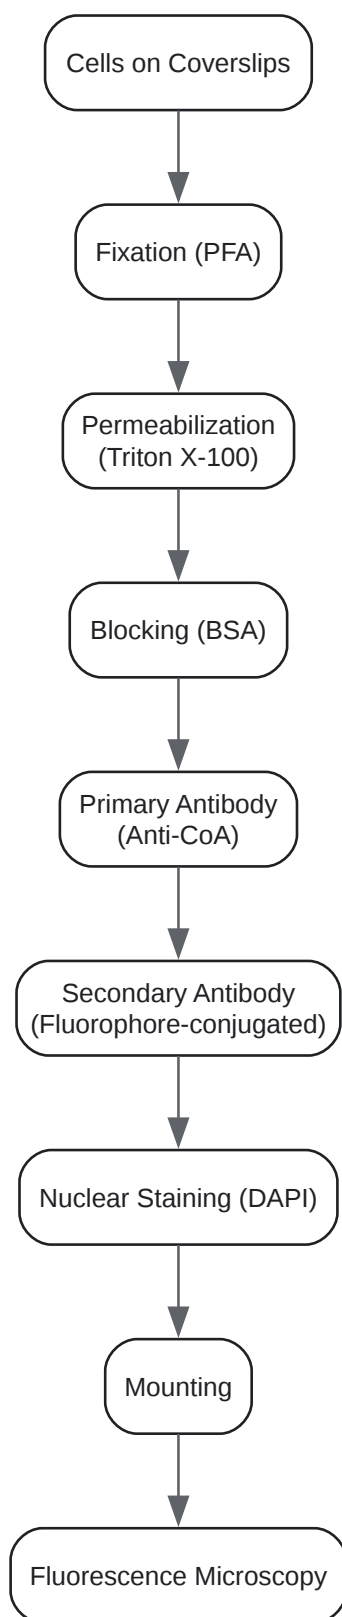 Cells on Coverslips
Fixation (PFA)
Permeabilization
(Triton X-100)
Blocking (BSA)
Primary Antibody
(Anti-CoA)
Secondary Antibody
(Fluorophore-conjugated)
Nuclear Staining (DAPI)
Mounting
Fluorescence Microscopy